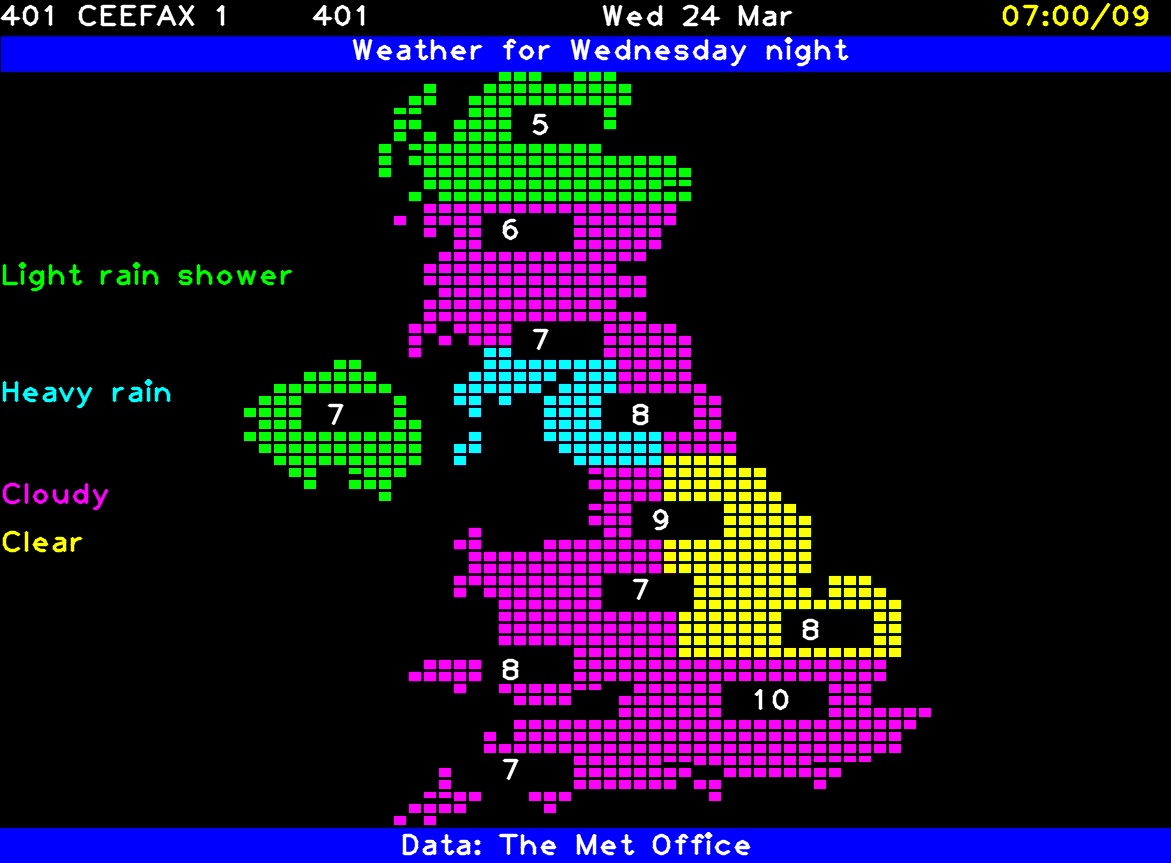 401 CEEFAX 1 401 Wed 24 Mar 07:00/09
Weather for Wednesday night
5
6
Light rain shower
7
Heavy rain
7 8
Cloudy
9
Clear
7
8
8
10
7
Data: The Met Office